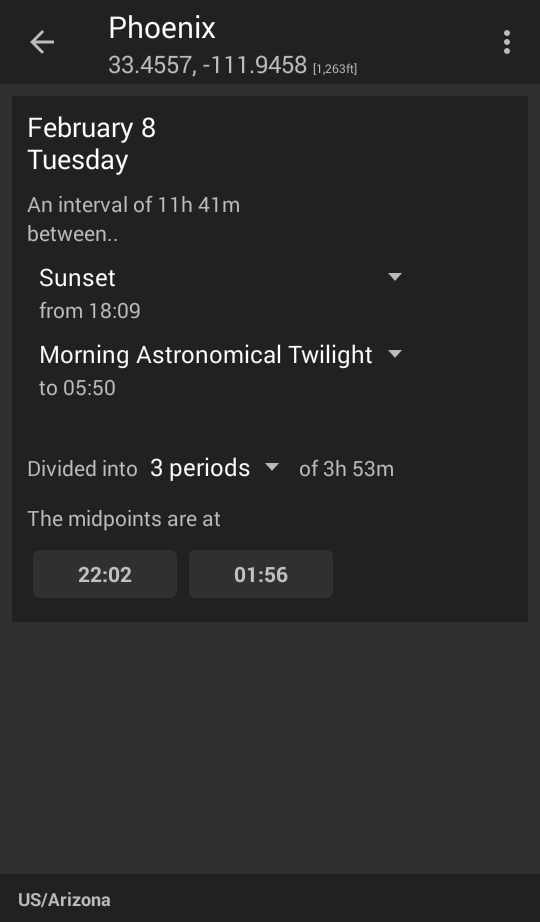 Phoenix
33.4557, -111.9458 [1,263ft]
February 8
Tuesday
An interval of 11h 41m
between..
Sunset
from 18:09
Morning Astronomical Twilight
to 05:50
Divided into 3 periods of 3h 53m
The midpoints are at
22:02 01:56
US/Arizona